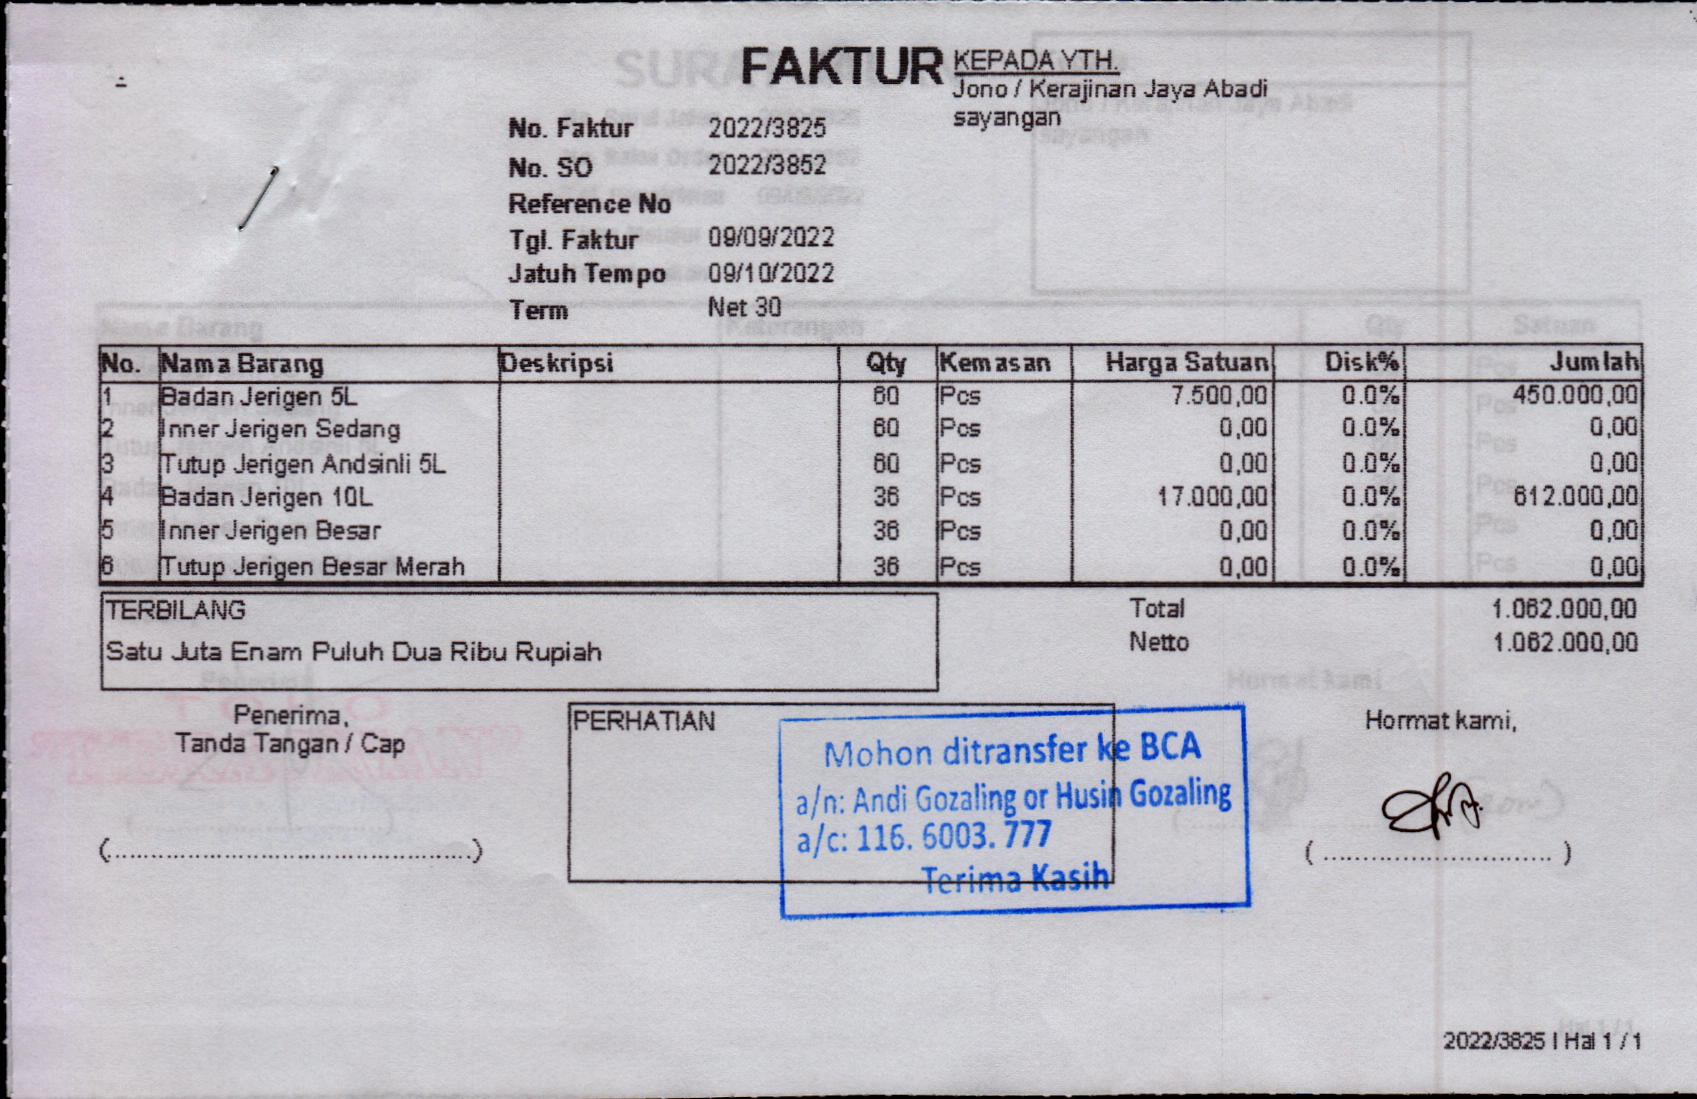 FAKTUR
KEPADA YTH.
Jono / Kerajinan Jaya Abadi
sayangan
No. Faktur 2022/3825
No. SO 2022/3852
Reference No
Tgl. Faktur 09/09/2022
Jatuh Tempo 09/10/2022
Term Net 30
No. Nama Barang Deskripsi Qty Kemasan Harga Satuan Disk% Jumlah
1 Badan Jerigen 5L 60 Pcs 7.500,00 0.0% 450.000,00
2 Inner Jerigen Sedang 60 Pcs 0,00 0.0% 0,00
3 Tutup Jerigen Andsinli 5L 60 Pcs 0,00 0.0% 0,00
4 Badan Jerigen 10L 36 Pcs 17.000,00 0.0% 612.000,00
5 Inner Jerigen Besar 36 Pcs 0,00 0.0% 0,00
6 Tutup Jerigen Besar Merah 36 Pcs 0,00 0.0% 0,00
TERBILANG
Satu Juta Enam Puluh Dua Ribu Rupiah
Total 1.062.000,00
Netto 1.062.000,00
Penerima,
Tanda Tangan / Cap
(................................................)
PERHATIAN
Mohon ditransfer ke BCA
a/n: Andi Gozaling or Husin Gozaling
a/c: 116. 6003. 777
Terima Kasih
Hormat kami,
( .............................. )
2022/3825 | Hal 1 / 1